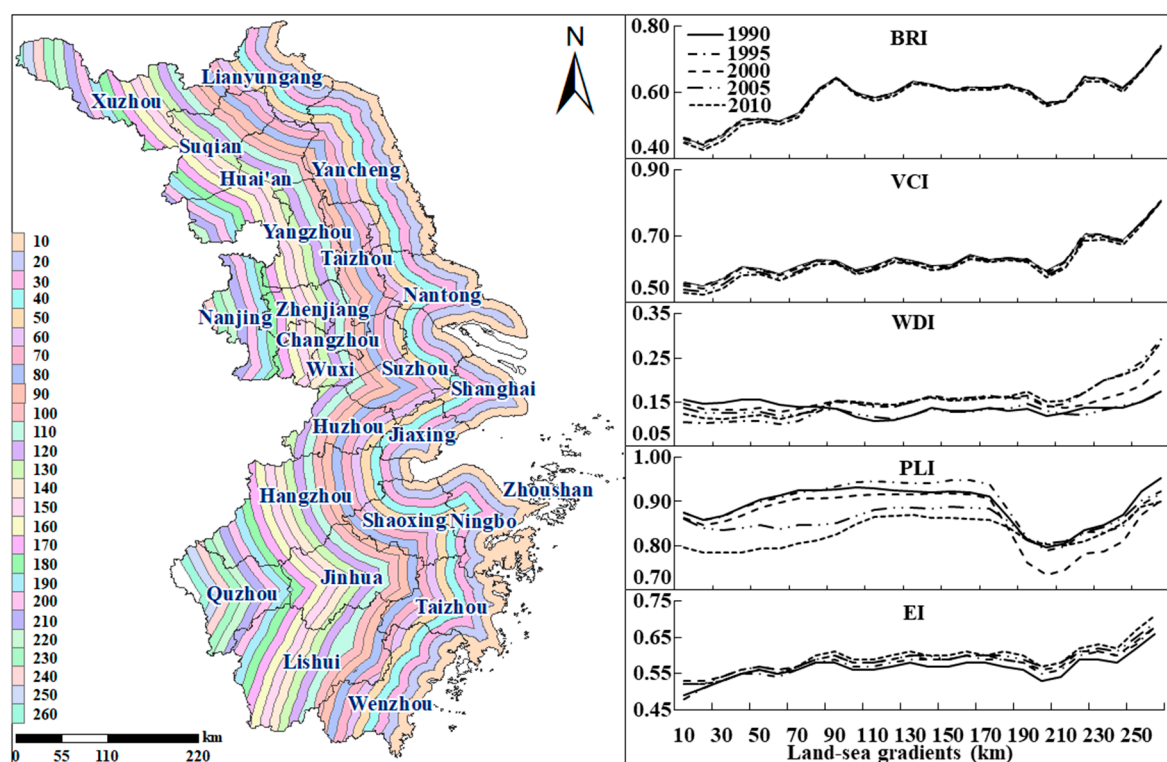 N
Lianyungang
Xuzhou
Suqian
Huai'an
Yancheng
Yangzhou
Taizhou
Nantong
Nanjing
Zhenjiang
Changzhou
Wuxi
Suzhou
Shanghai
Huzhou
Jiaxing
Hangzhou
Zhoushan
Shaoxing
Ningbo
Jinhua
Quzhou
Taizhou
Lishui
Wenzhou
10
20
30
40
50
60
70
80
90
100
110
120
130
140
150
160
170
180
190
200
210
220
230
240
250
260
km
0 55 110 220
BRI
0.80
0.60
0.40
1990
1995
2000
2005
2010
VCI
0.90
0.70
0.50
WDI
0.35
0.25
0.15
0.05
PLI
1.00
0.90
0.80
0.70
EI
0.75
0.65
0.55
0.45
10 30 50 70 90 110 130 150 170 190 210 230 250
Land-sea gradients (km)